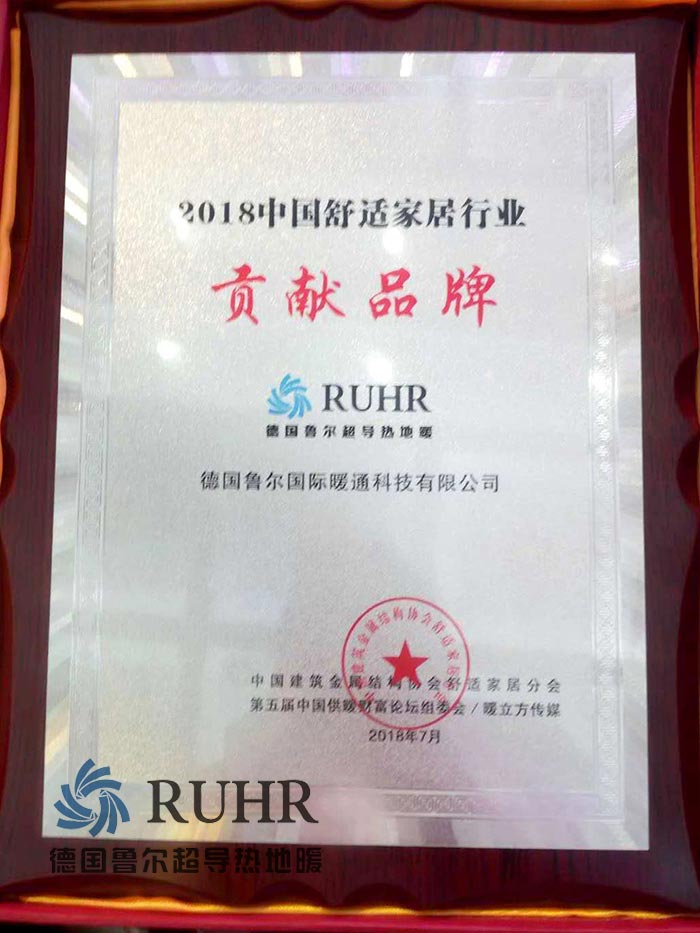 2018中国舒适家居行业
贡献品牌
RUHR
德国鲁尔超导热地暖
德国鲁尔国际暖通科技有限公司
中国建筑金属结构协会舒适家居分会
第五届中国供暖财富论坛组委会/暖立方传媒
2018年7月
RUHR
德国鲁尔超导热地暖